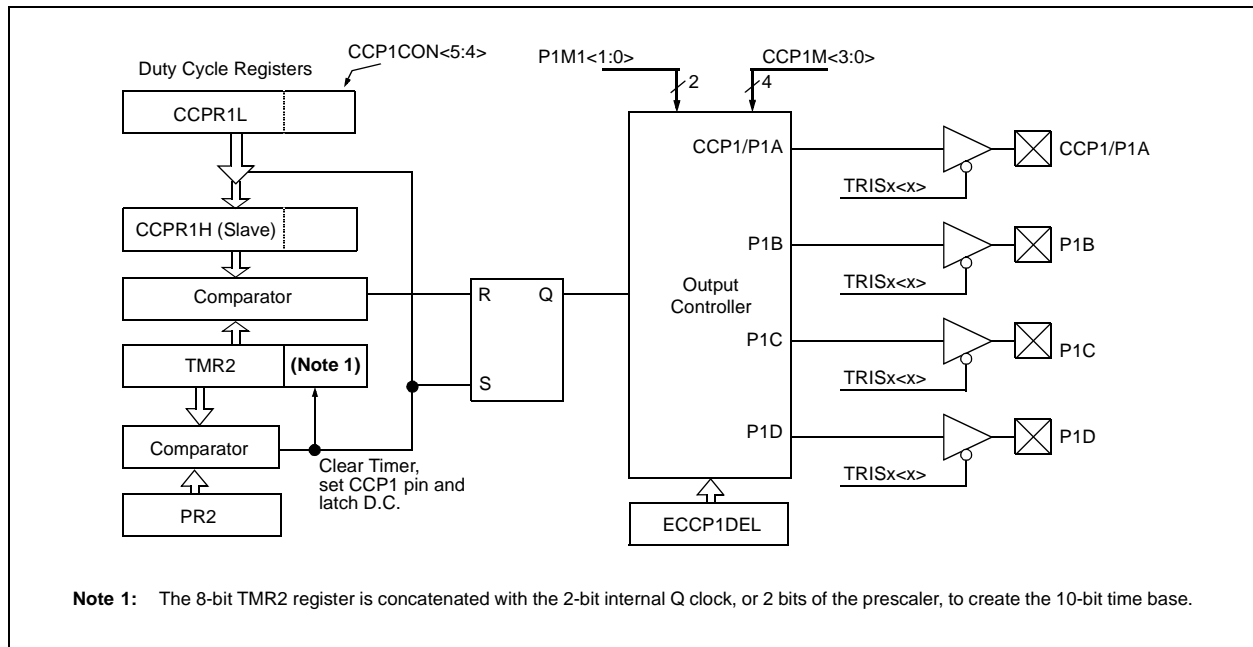 CCP1CON<5:4>
Duty Cycle Registers
CCPR1L
CCPR1H (Slave)
Comparator
TMR2
(Note 1)
Comparator
PR2
Clear Timer,
set CCP1 pin and
latch D.C.
R
Q
S
P1M1<1:0>
2
CCP1M<3:0>
4
Output
Controller
CCP1/P1A
P1B
P1C
P1D
ECCP1DEL
TRISx<x>
CCP1/P1A
TRISx<x>
P1B
TRISx<x>
P1C
TRISx<x>
P1D
Note 1: The 8-bit TMR2 register is concatenated with the 2-bit internal Q clock, or 2 bits of the prescaler, to create the 10-bit time base.